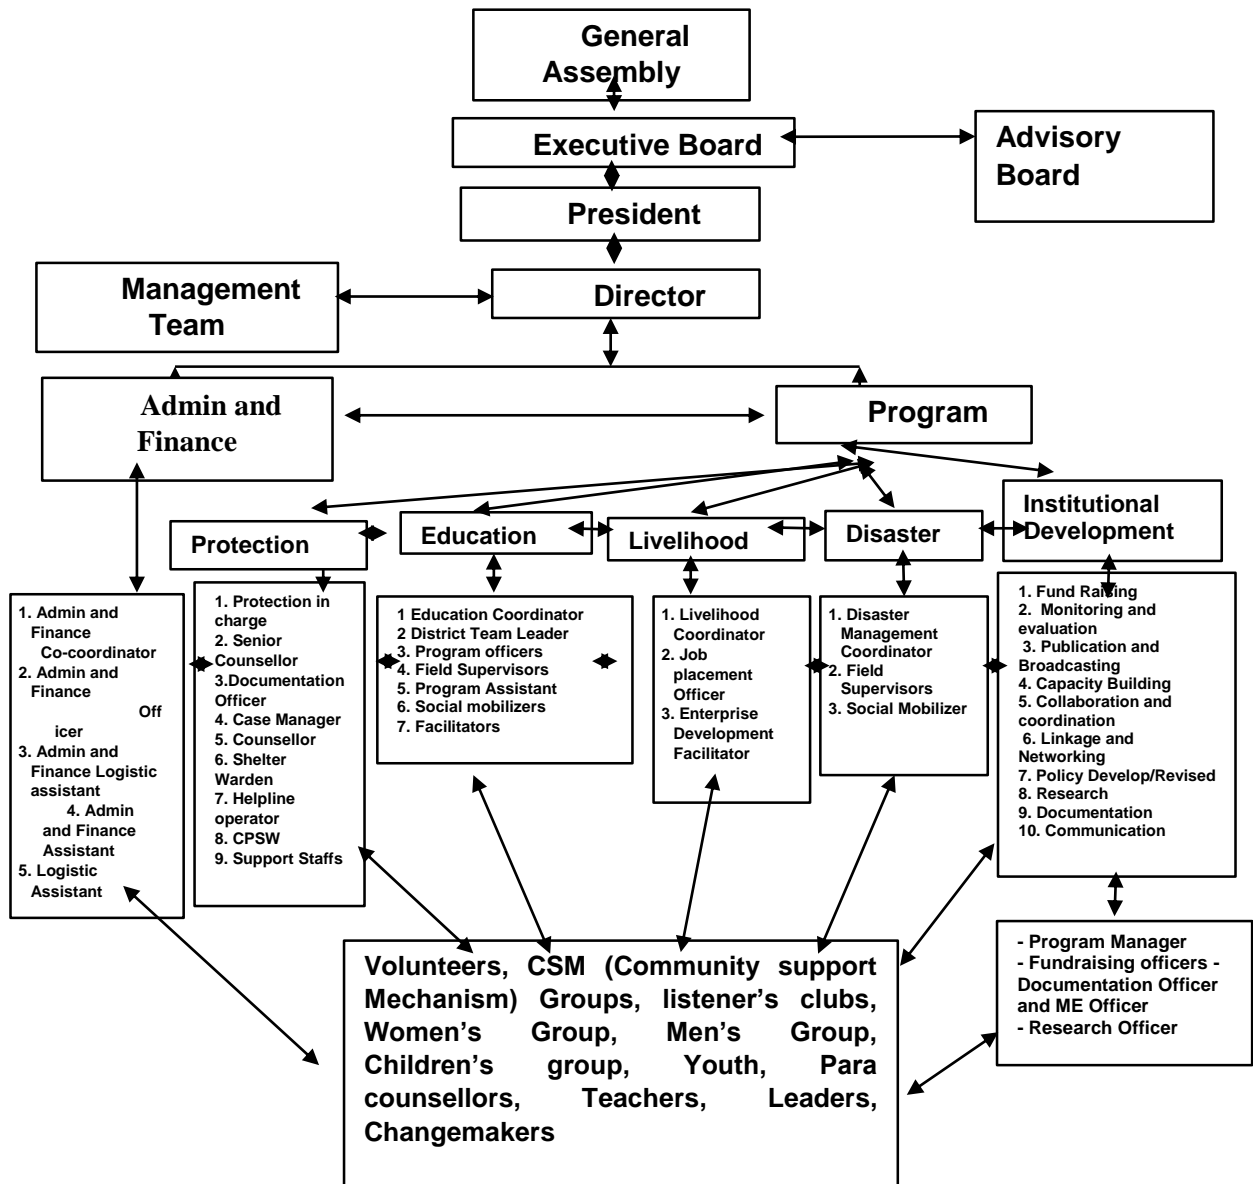 General
Assembly
Executive Board
Advisory
Board
President
Management
Team
Director
Admin and
Finance
Program
Protection
Education
Livelihood
Disaster
Institutional
Development
1. Admin and
Finance
Co-coordinator
2. Admin and
Finance
Off
icer
3. Admin and
Finance Logistic
assistant
4. Admin
and Finance
Assistant
5. Logistic
Assistant
1. Protection in
charge
2. Senior
Counsellor
3.Documentation
Officer
4. Case Manager
5. Counsellor
6. Shelter
Warden
7. Helpline
operator
8. CPSW
9. Support Staffs
1 Education Coordinator
2 District Team Leader
3. Program officers
4. Field Supervisors
5. Program Assistant
6. Social mobilizers
7. Facilitators
1. Livelihood
Coordinator
2. Job
placement
Officer
3. Enterprise
Development
Facilitator
1. Disaster
Management
Coordinator
2. Field
Supervisors
3. Social Mobilizer
1. Fund Raising
2. Monitoring and
evaluation
3. Publication and
Broadcasting
4. Capacity Building
5. Collaboration and
coordination
6. Linkage and
Networking
7. Policy Develop/Revised
8. Research
9. Documentation
10. Communication
- Program Manager
- Fundraising officers -
Documentation Officer
and ME Officer
- Research Officer
Volunteers, CSM (Community support
Mechanism) Groups, listener’s clubs,
Women’s Group, Men’s Group,
Children’s group, Youth, Para
counsellors, Teachers, Leaders,
Changemakers